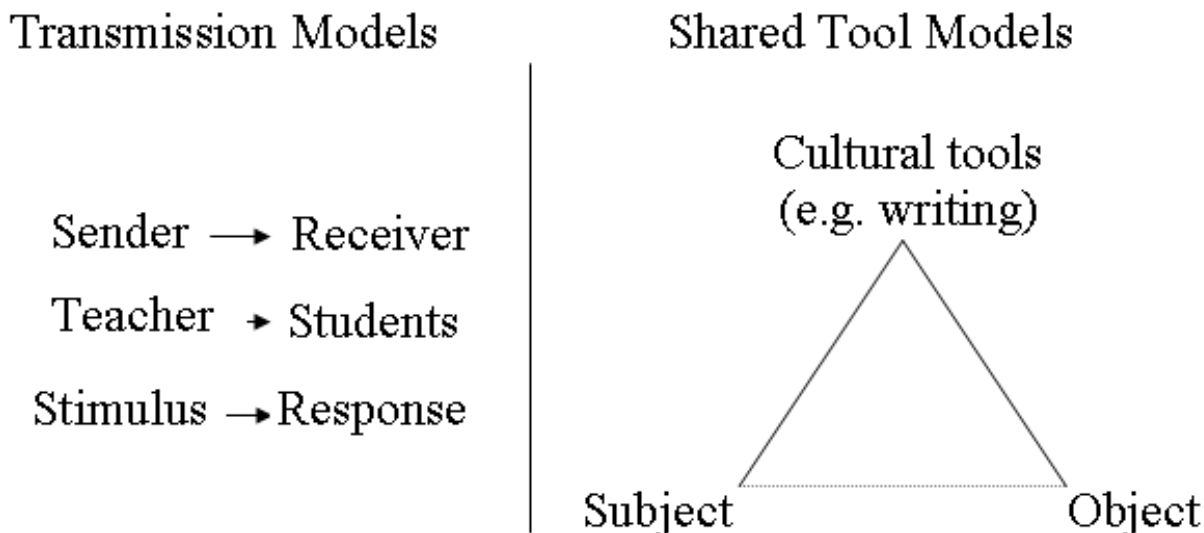 Transmission Models
Shared Tool Models
Sender → Receiver
Teacher → Students
Stimulus → Response
Cultural tools
(e.g. writing)
Subject
Object